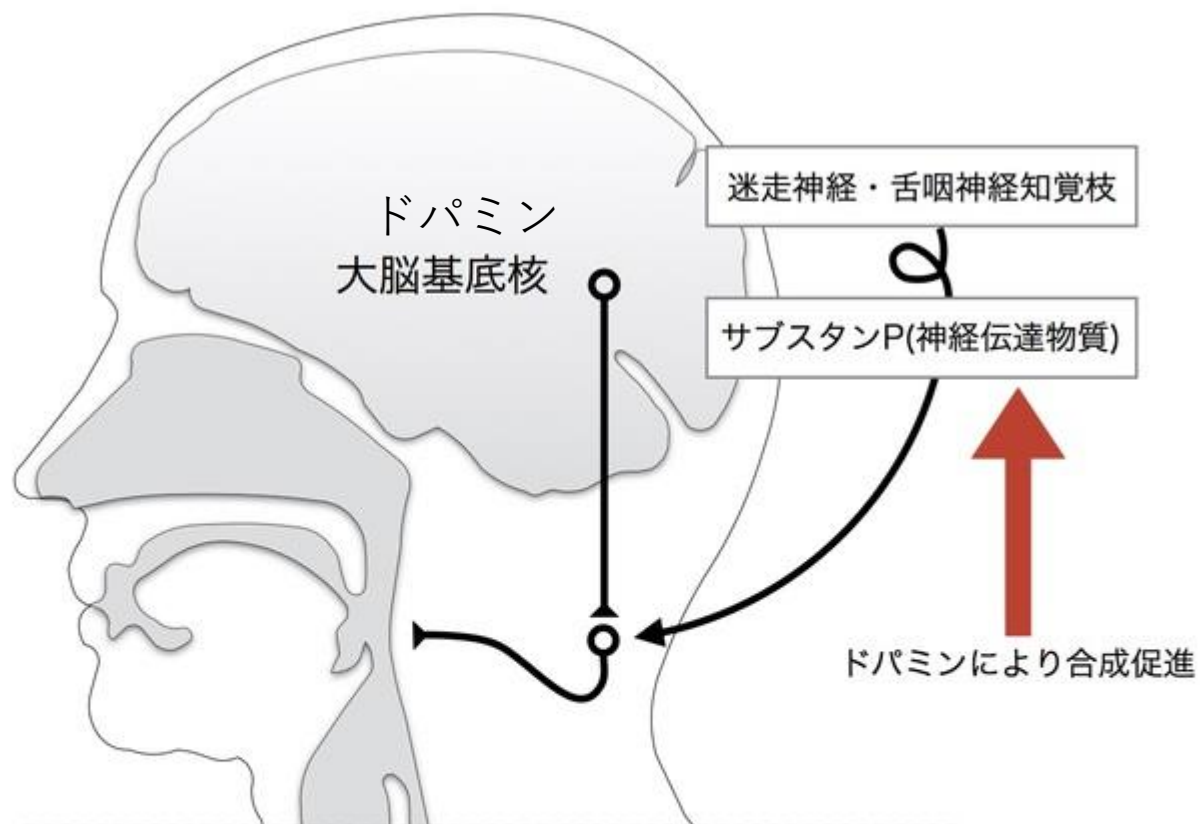 ドパミン
大脳基底核
迷走神経・舌咽神経知覚枝
サブスタンP(神経伝達物質)
ドパミンにより合成促進